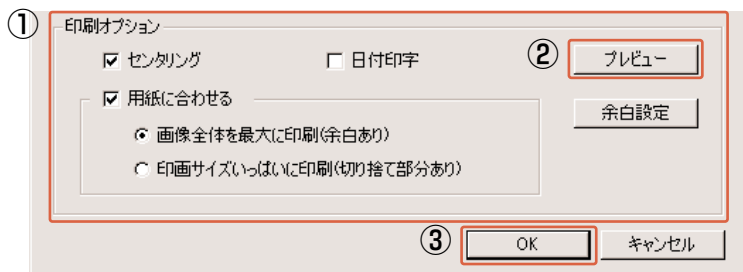 ① 印刷オプション
センタリング 日付印字 ② プレビュー
用紙に合わせる 余白設定
画像全体を最大に印刷(余白あり)
印画サイズいっぱいに印刷(切り捨て部分あり)
③ OK キャンセル